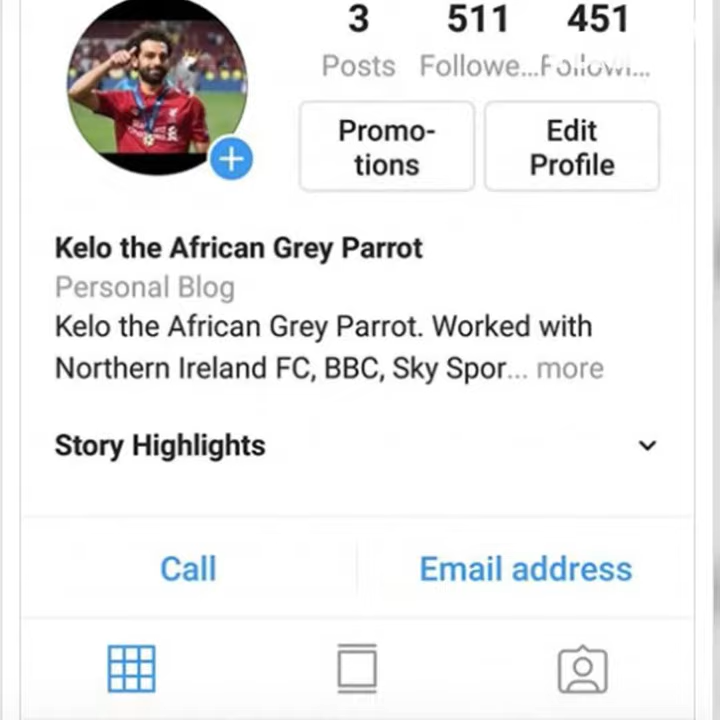 3 511 451
Posts Followe... Followi...
Promo- Edit
tions Profile
Kelo the African Grey Parrot
Personal Blog
Kelo the African Grey Parrot. Worked with
Northern Ireland FC, BBC, Sky Spor... more
Story Highlights
Call Email address